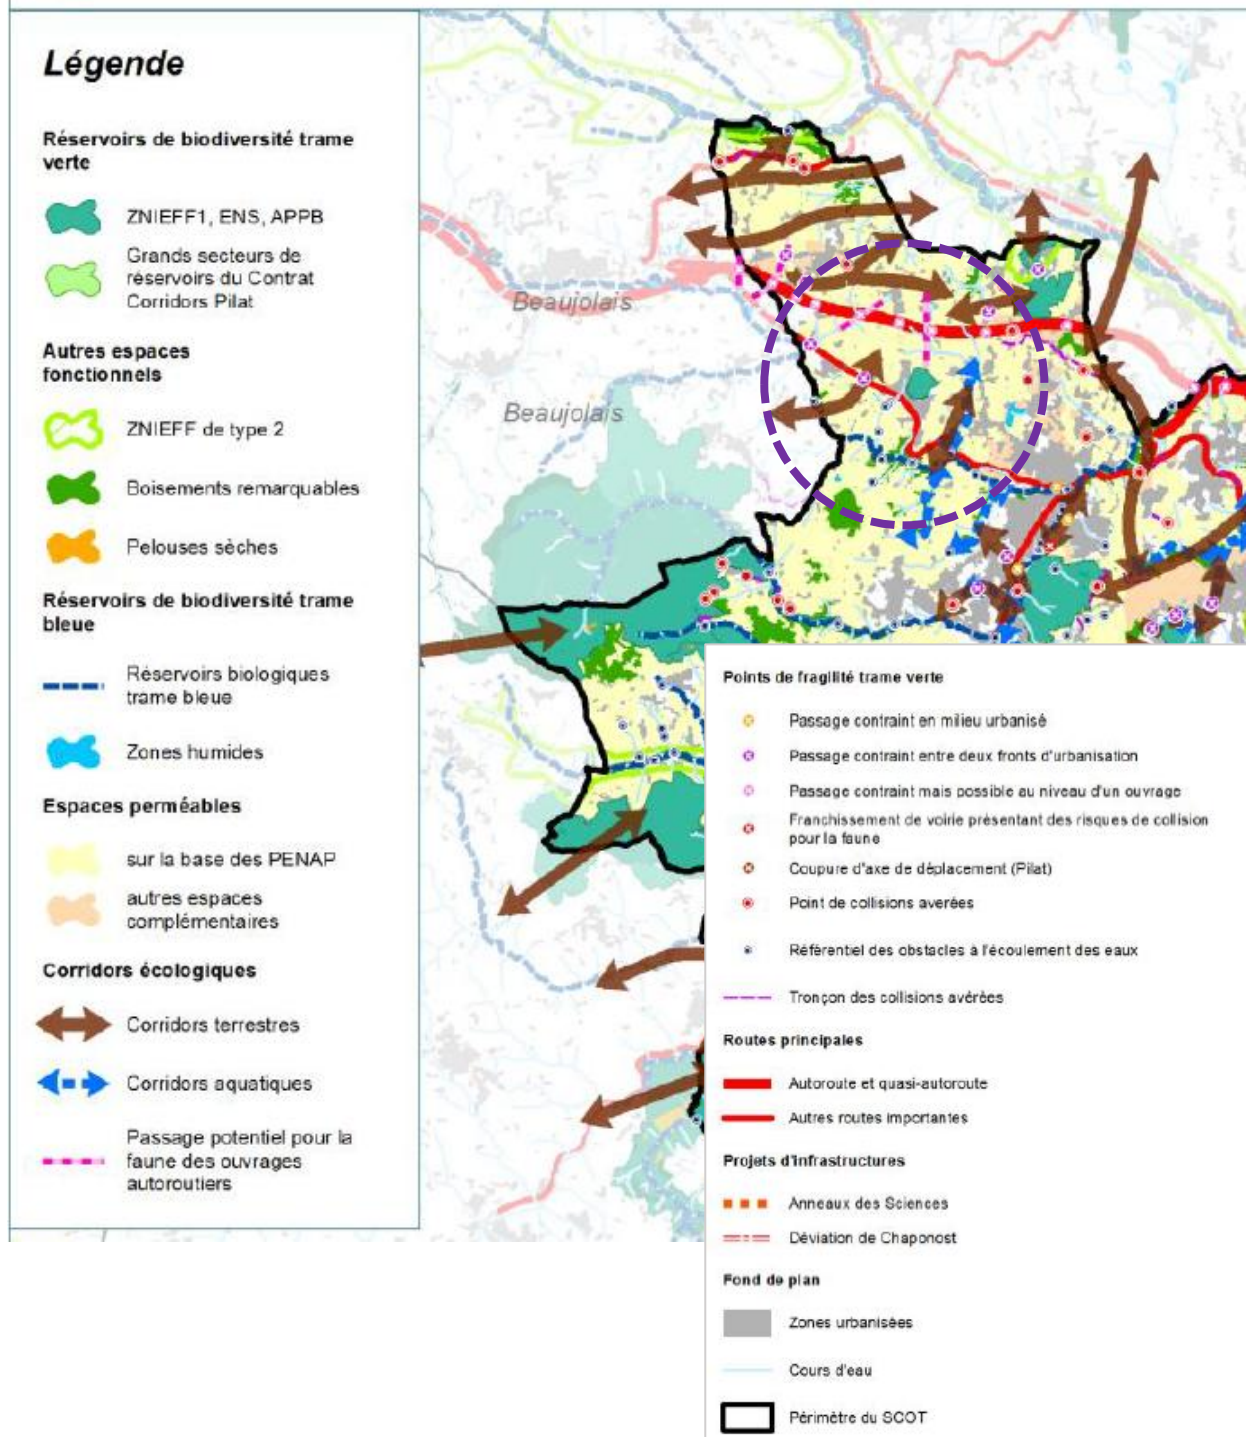 Légende
Réservoirs de biodiversité trame
verte
ZNIEFF1, ENS, APPB
Grands secteurs de
réservoirs du Contrat
Corridors Pilat
Autres espaces
fonctionnels
ZNIEFF de type 2
Boisements remarquables
Pelouses sèches
Réservoirs de biodiversité trame
bleue
Réservoirs biologiques
trame bleue
Zones humides
Espaces perméables
sur la base des PENAP
autres espaces
complémentaires
Corridors écologiques
Corridors terrestres
Corridors aquatiques
Passage potentiel pour la
faune des ouvrages
autoroutiers
Beaujolais
Beaujolais
Points de fragilité trame verte
Passage contraint en milieu urbanisé
Passage contraint entre deux fronts d'urbanisation
Passage contraint mais possible au niveau d'un ouvrage
Franchissement de voirie présentant des risques de collision
pour la faune
Coupure d'axe de déplacement (Pilat)
Point de collisions averées
Référentiel des obstacles à l'écoulement des eaux
Tronçon des collisions avérées
Routes principales
Autoroute et quasi-autoroute
Autres routes importantes
Projets d'infrastructures
Anneaux des Sciences
Déviation de Chaponost
Fond de plan
Zones urbanisées
Cours d'eau
Périmètre du SCOT